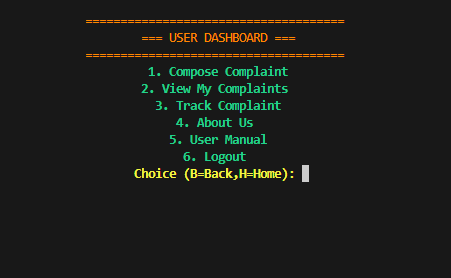 =====================================
=== USER DASHBOARD ===
=====================================
1. Compose Complaint
2. View My Complaints
3. Track Complaint
4. About Us
5. User Manual
6. Logout
Choice (B=Back,H=Home):